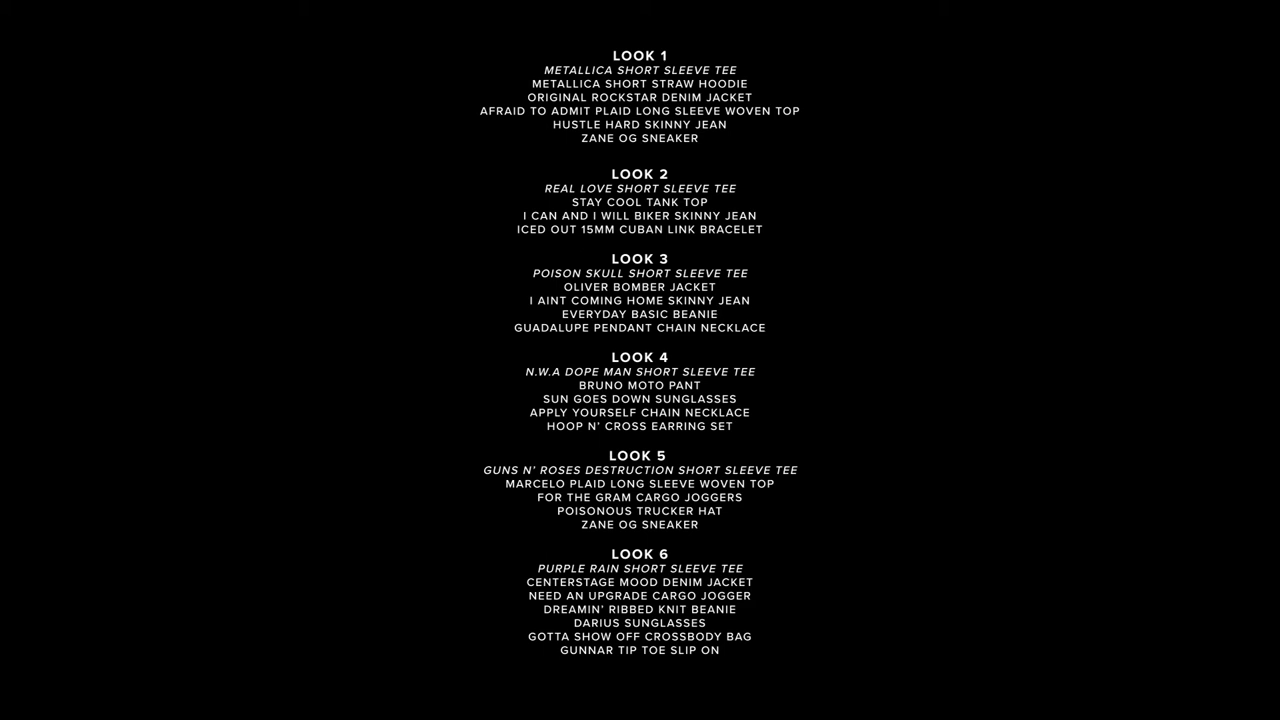 LOOK 1
METALLICA SHORT SLEEVE TEE
METALLICA SHORT STRAW HOODIE
ORIGINAL ROCKSTAR DENIM JACKET
AFRAID TO ADMIT PLAID LONG SLEEVE WOVEN TOP
HUSTLE HARD SKINNY JEAN
ZANE OG SNEAKER
LOOK 2
REAL LOVE SHORT SLEEVE TEE
STAY COOL TANK TOP
I CAN AND I WILL BIKER SKINNY JEAN
ICED OUT 15MM CUBAN LINK BRACELET
LOOK 3
POISON SKULL SHORT SLEEVE TEE
OLIVER BOMBER JACKET
I AINT COMING HOME SKINNY JEAN
EVERYDAY BASIC BEANIE
GUADALUPE PENDANT CHAIN NECKLACE
LOOK 4
N.W.A DOPE MAN SHORT SLEEVE TEE
BRUNO MOTO PANT
SUN GOES DOWN SUNGLASSES
APPLY YOURSELF CHAIN NECKLACE
HOOP N' CROSS EARRING SET
LOOK 5
GUNS N' ROSES DESTRUCTION SHORT SLEEVE TEE
MARCELO PLAID LONG SLEEVE WOVEN TOP
FOR THE GRAM CARGO JOGGERS
POISONOUS TRUCKER HAT
ZANE OG SNEAKER
LOOK 6
PURPLE RAIN SHORT SLEEVE TEE
CENTERSTAGE MOOD DENIM JACKET
NEED AN UPGRADE CARGO JOGGER
DREAMIN' RIBBED KNIT BEANIE
DARIUS SUNGLASSES
GOTTA SHOW OFF CROSSBODY BAG
GUNNAR TIP TOE SLIP ON